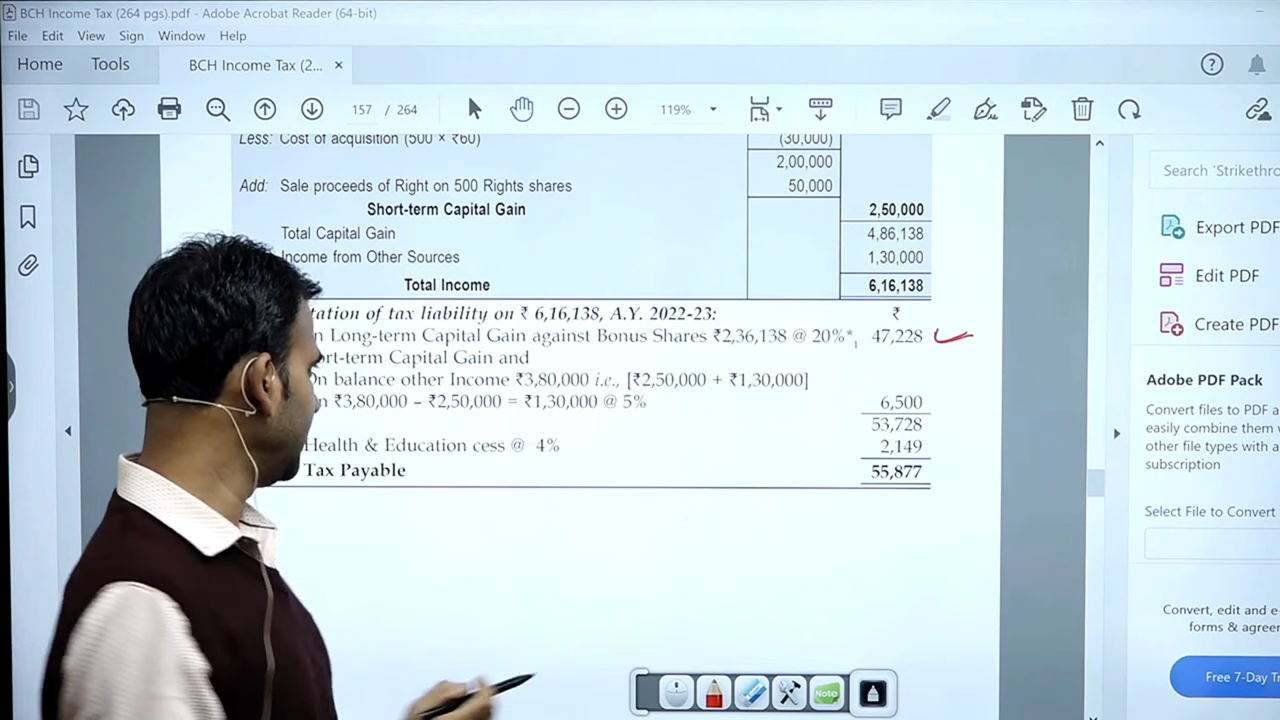 BCH Income Tax (264 pgs).pdf - Adobe Acrobat Reader (64-bit)
File Edit View Sign Window Help
Home Tools BCH Income Tax (2... ×
157 / 264 119%
Less: Cost of acquisition (500 × ₹60) (30,000)
2,00,000
Add: Sale proceeds of Right on 500 Rights shares 50,000
Short-term Capital Gain 2,50,000
Total Capital Gain 4,86,138
Income from Other Sources 1,30,000
Total Income 6,16,138
tation of tax liability on ₹ 6,16,138, A.Y. 2022-23: ₹
n Long-term Capital Gain against Bonus Shares ₹2,36,138 @ 20%*1 47,228
rt-term Capital Gain and
On balance other Income ₹3,80,000 i.e., [₹2,50,000 + ₹1,30,000]
n ₹3,80,000 – ₹2,50,000 = ₹1,30,000 @ 5% 6,500
53,728
Health & Education cess @ 4% 2,149
Tax Payable 55,877
Search 'Strikethro
Export PDF
Edit PDF
Create PDF
Adobe PDF Pack
Convert files to PDF a
easily combine them w
other file types with a
subscription
Select File to Convert
Convert, edit and e-
forms & agreer
Free 7-Day Tr
Note